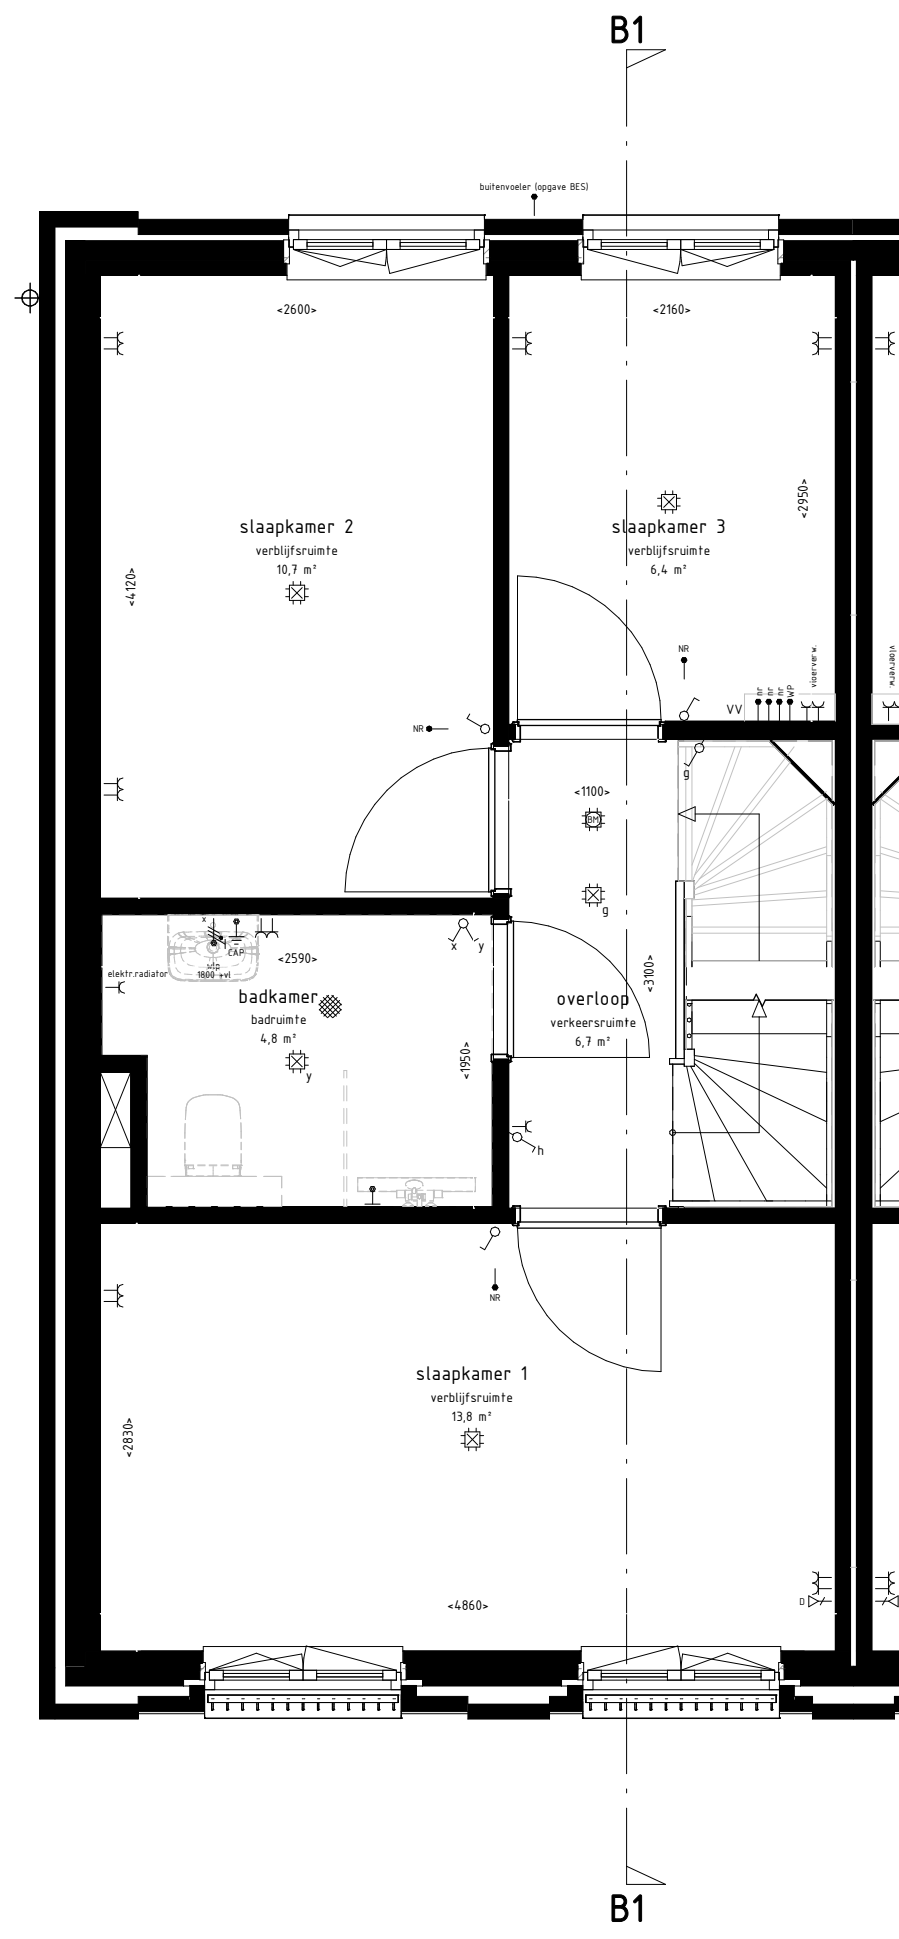 B1
buitenvoeler (opgave BES)
<2600>
<2160>
<2950>
slaapkamer 2
verblijfsruimte
10,7 m²
slaapkamer 3
verblijfsruimte
6,4 m²
<4120>
NR
NR
VV
nr
nr
nr
WP
vloerverw.
vloerverw.
g
<1100>
BM
g
x
CAP
<2590>
x y
wtp
1800 +vl
elektr.radiator
badkamer
badruimte
4,8 m²
y
<1950>
<3100>
overloop
verkeersruimte
6,7 m²
h
NR
slaapkamer 1
verblijfsruimte
13,8 m²
<2830>
<4860>
D
B1